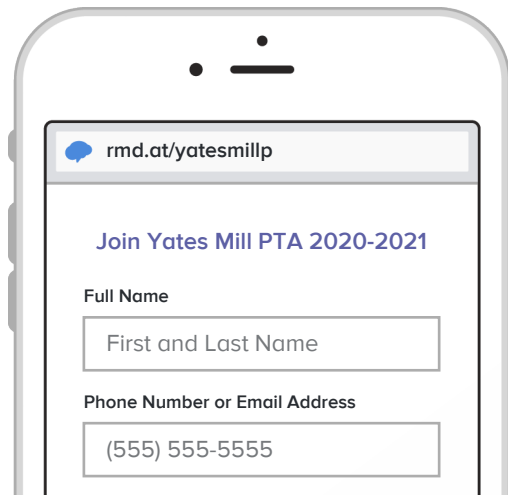 rmd.at/yatesmillp
Join Yates Mill PTA 2020-2021
Full Name
First and Last Name
Phone Number or Email Address
(555) 555-5555